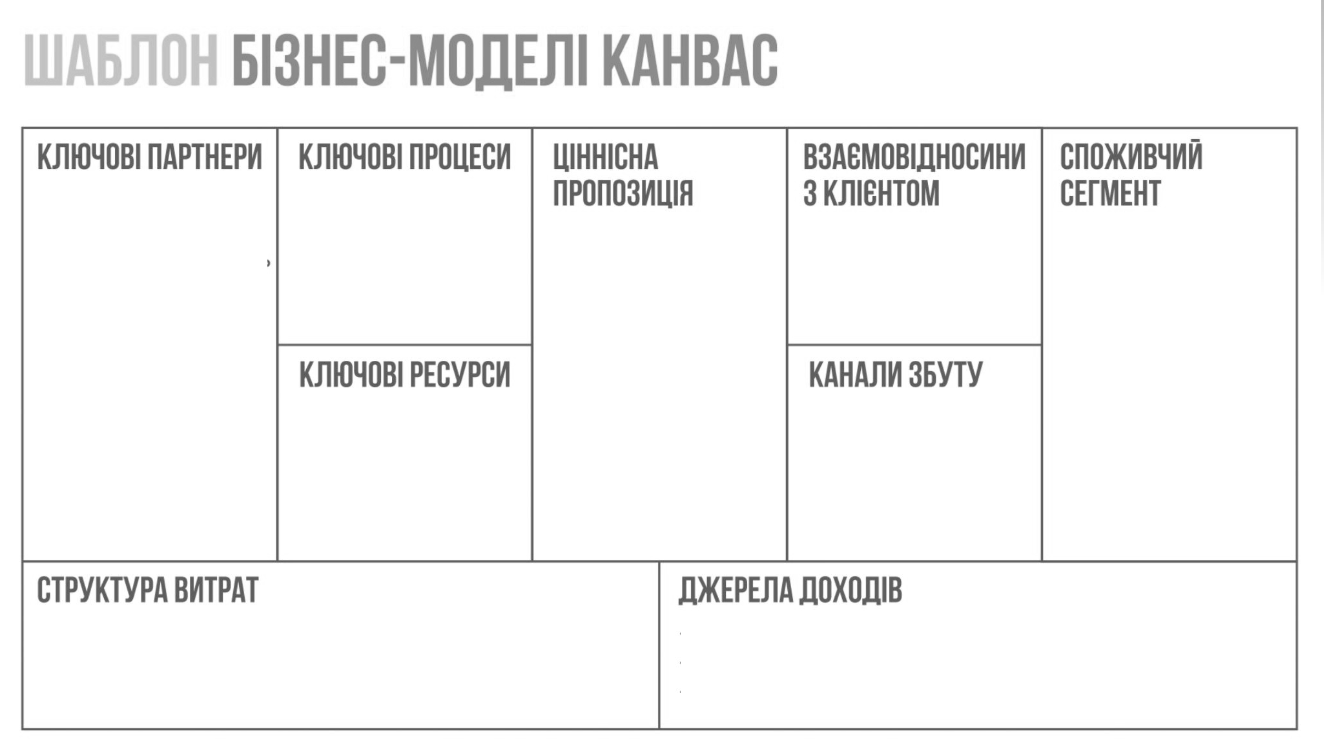 ШАБЛОН БІЗНЕС-МОДЕЛІ КАНВАС
КЛЮЧОВІ ПАРТНЕРИ
КЛЮЧОВІ ПРОЦЕСИ
КЛЮЧОВІ РЕСУРСИ
ЦІННІСНА
ПРОПОЗИЦІЯ
ВЗАЄМОВІДНОСИНИ
З КЛІЄНТОМ
КАНАЛИ ЗБУТУ
СПОЖИВЧИЙ
СЕГМЕНТ
СТРУКТУРА ВИТРАТ
ДЖЕРЕЛА ДОХОДІВ